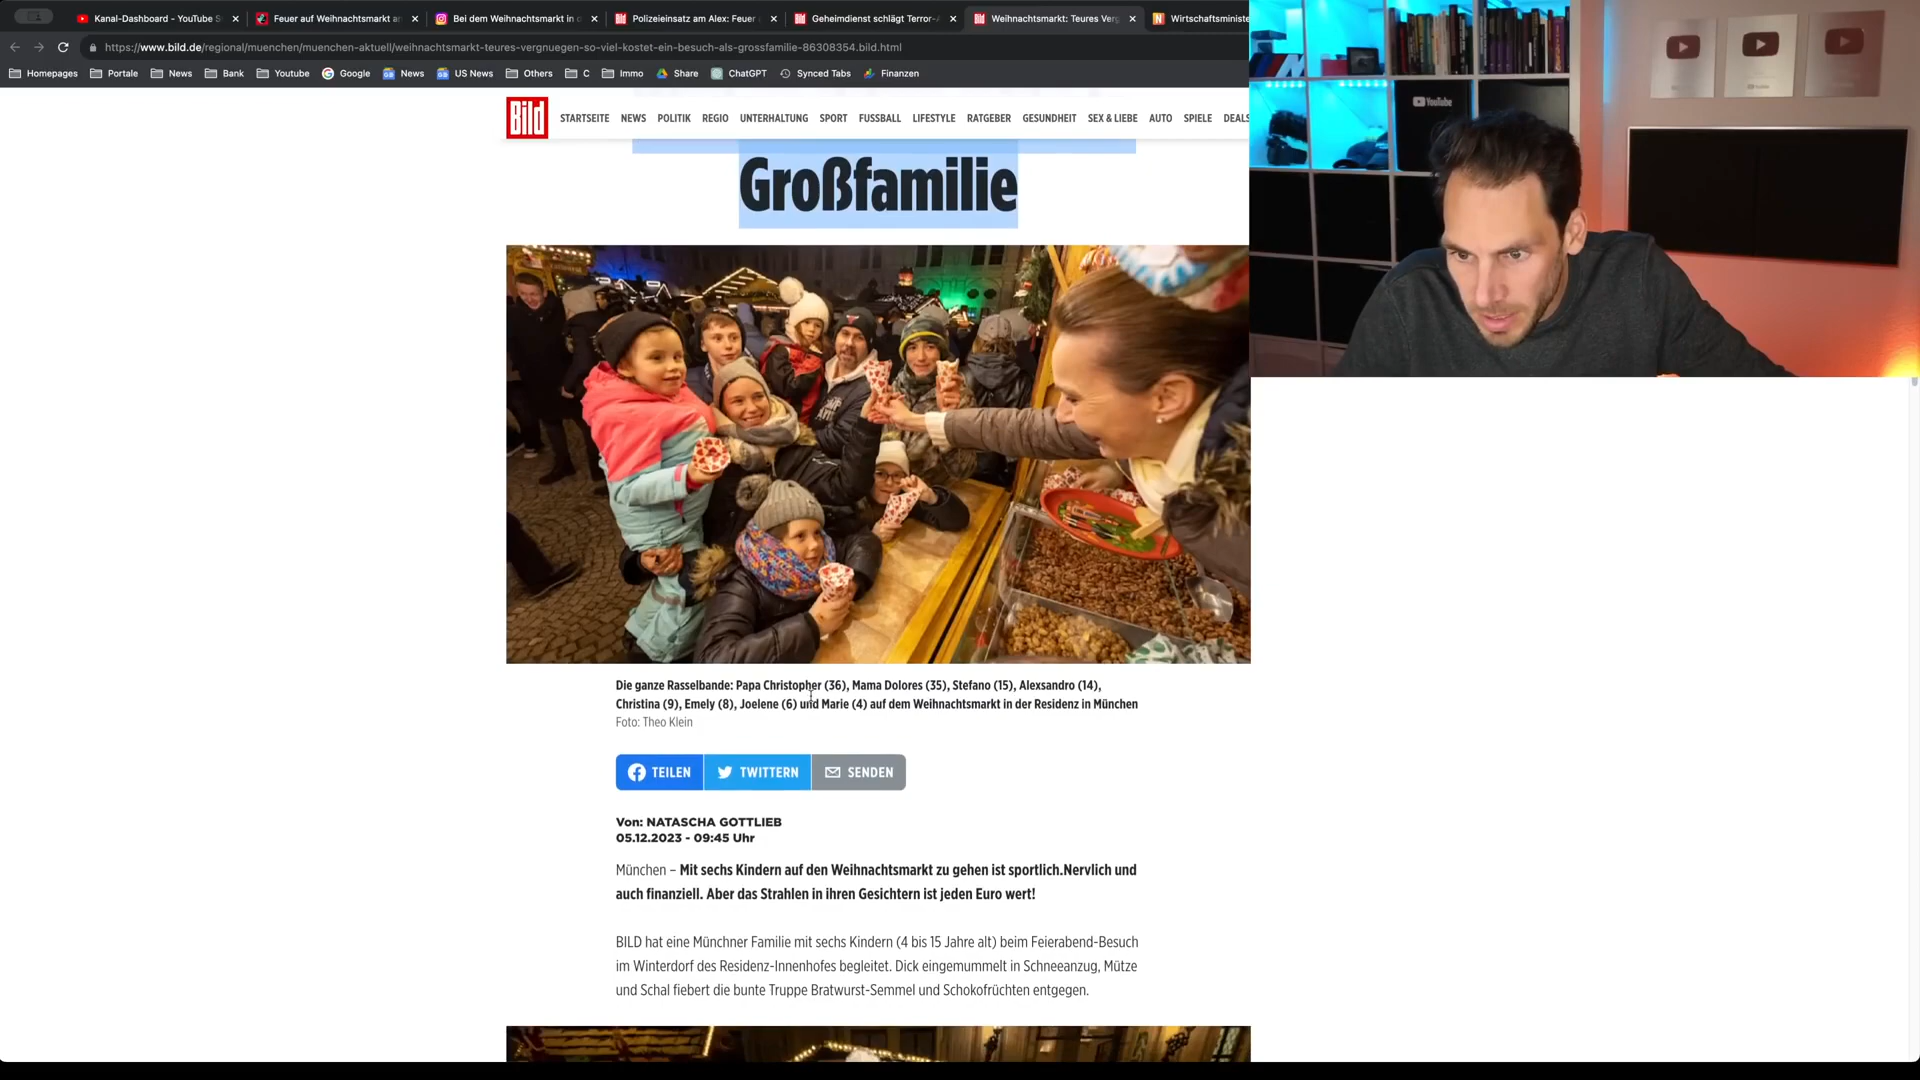 Kanal-Dashboard – YouTube S
Feuer auf Weihnachtsmarkt a
Bei dem Weihnachtsmarkt in d
Polizeieinsatz am Alex: Feuer
Geheimdienst schlägt Terror-
Weihnachtsmarkt: Teures Verg
Wirtschaftsministe
https://www.bild.de/regional/muenchen/muenchen-aktuell/weihnachtsmarkt-teures-vergnuegen-so-viel-kostet-ein-besuch-als-grossfamilie-86308354.bild.html
Homepages Portale News Bank Youtube Google News US News Others C Immo Share ChatGPT Synced Tabs Finanzen
Bild STARTSEITE NEWS POLITIK REGIO UNTERHALTUNG SPORT FUSSBALL LIFESTYLE RATGEBER GESUNDHEIT SEX & LIEBE AUTO SPIELE DEALS
YouTube
Großfamilie
Die ganze Rasselbande: Papa Christopher (36), Mama Dolores (35), Stefano (15), Alexsandro (14),
Christina (9), Emely (8), Joelene (6) und Marie (4) auf dem Weihnachtsmarkt in der Residenz in München
Foto: Theo Klein
TEILEN TWITTERN SENDEN
Von: NATASCHA GOTTLIEB
05.12.2023 - 09:45 Uhr
München – Mit sechs Kindern auf den Weihnachtsmarkt zu gehen ist sportlich.Nervlich und
auch finanziell. Aber das Strahlen in ihren Gesichtern ist jeden Euro wert!
BILD hat eine Münchner Familie mit sechs Kindern (4 bis 15 Jahre alt) beim Feierabend-Besuch
im Winterdorf des Residenz-Innenhofes begleitet. Dick eingemummelt in Schneeanzug, Mütze
und Schal fiebert die bunte Truppe Bratwurst-Semmel und Schokofrüchten entgegen.